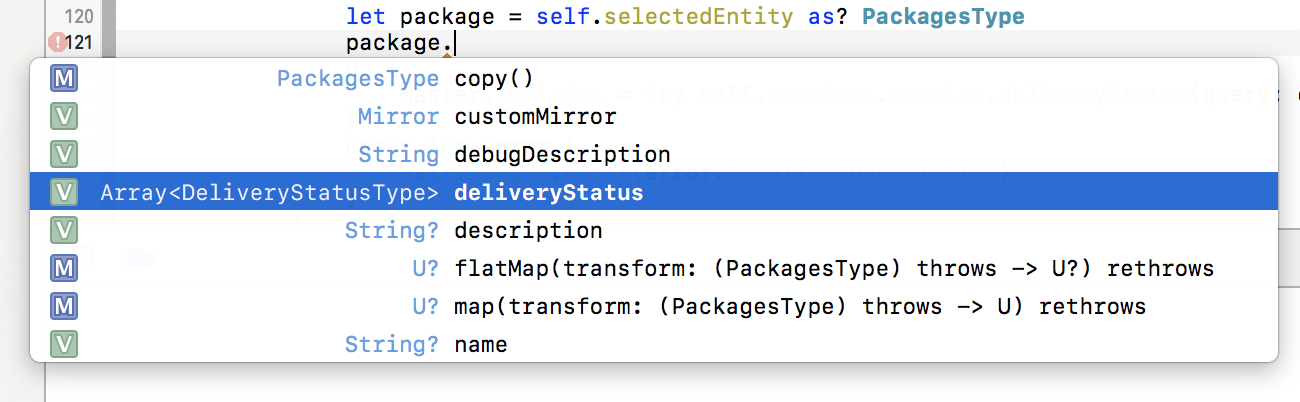 120 let package = self.selectedEntity as? PackagesType
121 package.
M PackagesType copy()
V Mirror customMirror
V String debugDescription
V Array<DeliveryStatusType> deliveryStatus
V String? description
M U? flatMap(transform: (PackagesType) throws -> U?) rethrows
M U? map(transform: (PackagesType) throws -> U) rethrows
V String? name